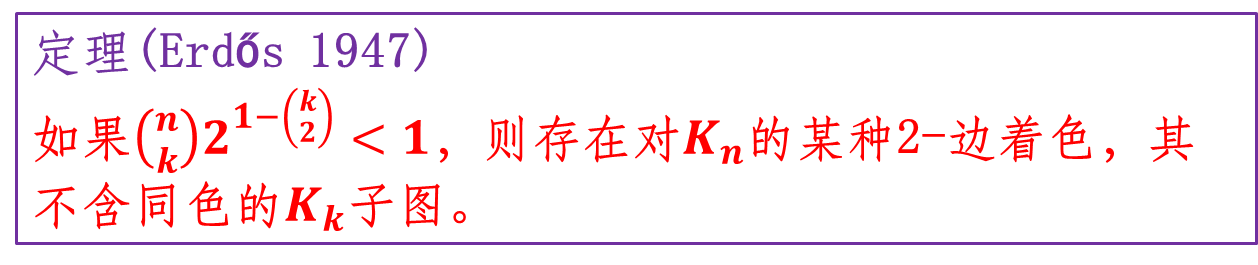 定理(Erdős 1947)
如果$\binom{n}{k}2^{1-\binom{k}{2}}<1$，则存在对$K_n$的某种2-边着色，其
不含同色的$K_k$子图。